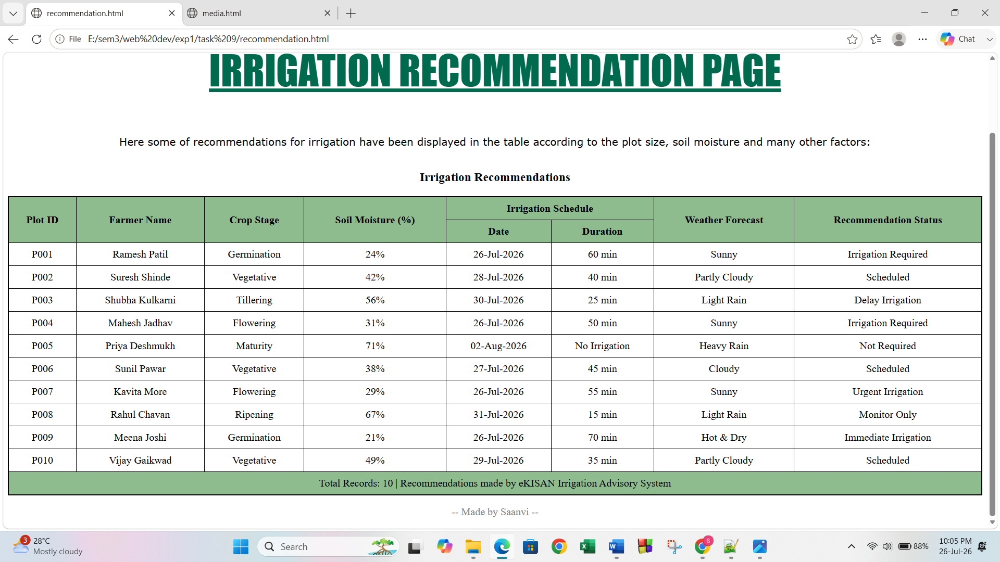 recommendation.html
media.html
File E:/sem3/web%20dev/exp1/task%209/recommendation.html
Chat
IRRIGATION RECOMMENDATION PAGE
Here some of recommendations for irrigation have been displayed in the table according to the plot size, soil moisture and many other factors:
Irrigation Recommendations
Plot ID Farmer Name Crop Stage Soil Moisture (%) Irrigation Schedule Weather Forecast Recommendation Status
Date Duration
P001 Ramesh Patil Germination 24% 26-Jul-2026 60 min Sunny Irrigation Required
P002 Suresh Shinde Vegetative 42% 28-Jul-2026 40 min Partly Cloudy Scheduled
P003 Shubha Kulkarni Tillering 56% 30-Jul-2026 25 min Light Rain Delay Irrigation
P004 Mahesh Jadhav Flowering 31% 26-Jul-2026 50 min Sunny Irrigation Required
P005 Priya Deshmukh Maturity 71% 02-Aug-2026 No Irrigation Heavy Rain Not Required
P006 Sunil Pawar Vegetative 38% 27-Jul-2026 45 min Cloudy Scheduled
P007 Kavita More Flowering 29% 26-Jul-2026 55 min Sunny Urgent Irrigation
P008 Rahul Chavan Ripening 67% 31-Jul-2026 15 min Light Rain Monitor Only
P009 Meena Joshi Germination 21% 26-Jul-2026 70 min Hot & Dry Immediate Irrigation
P010 Vijay Gaikwad Vegetative 49% 29-Jul-2026 35 min Partly Cloudy Scheduled
Total Records: 10 | Recommendations made by eKISAN Irrigation Advisory System
-- Made by Saanvi --
3
28°C
Mostly cloudy
Search
S
88%
10:05 PM
26-Jul-26